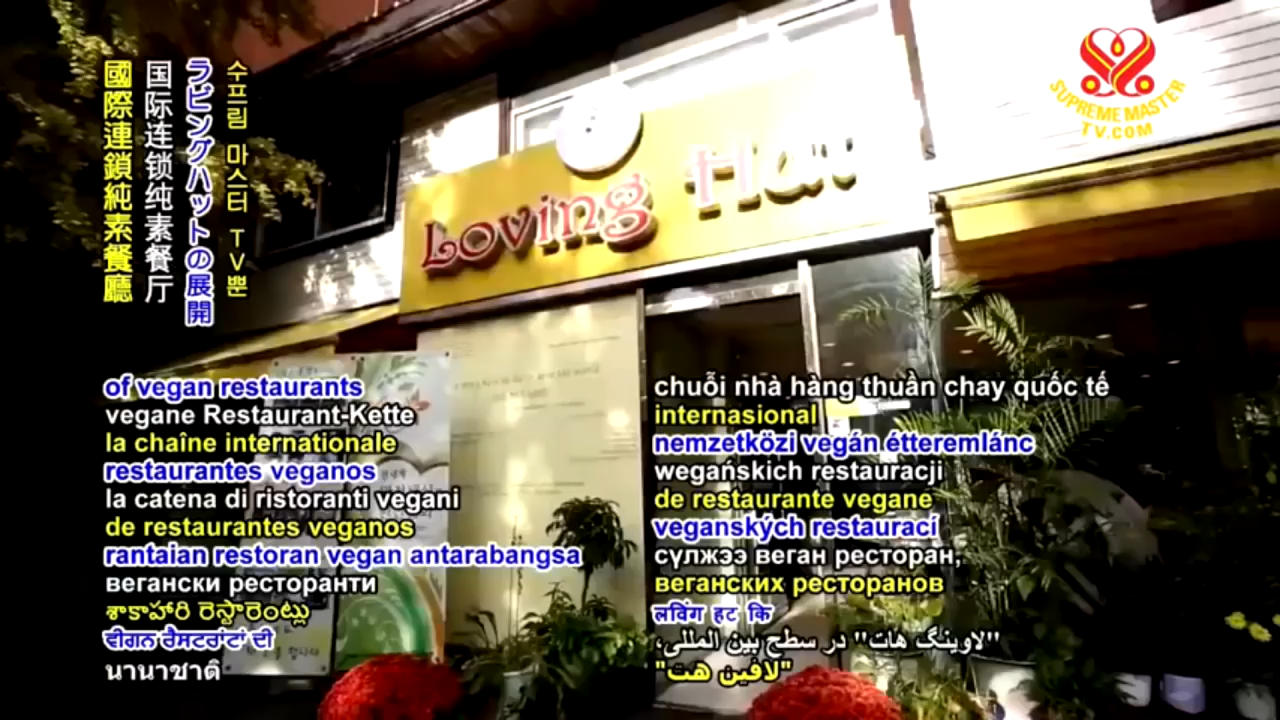 國際連鎖純素餐廳
国际连锁纯素餐厅
ラビングハットの展開
수프림 마스터 TV뿐
SUPREME MASTER
TV.COM
Loving Hut
of vegan restaurants
vegane Restaurant-Kette
la chaîne internationale
restaurantes veganos
la catena di ristoranti vegani
de restaurantes veganos
rantaian restoran vegan antarabangsa
вегански ресторанти
శాకాహారి రెస్టారెంట్లు
ਵੀਗਨ ਰੈਸਟਰਾਂਟਾਂ ਦੀ
นานาชาติ
chuỗi nhà hàng thuần chay quốc tế
internasional
nemzetközi vegán étteremlánc
wegańskich restauracji
de restaurante vegane
veganských restaurací
сүлжээ веган ресторан,
веганских ресторанов
लविंग हट कि
"لاوینگ هات" در سطح بین المللی،
"لافين هت"